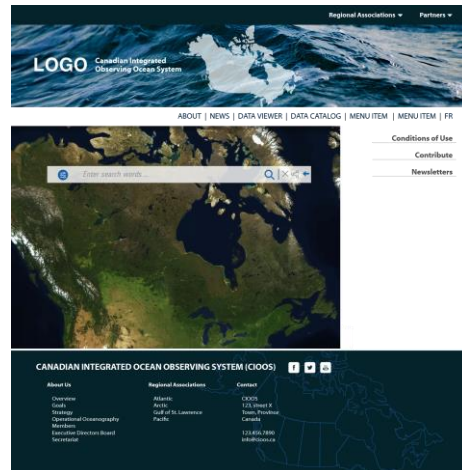 Regional Associations
Partners
LOGO
Canadian Integrated
Observing Ocean System
ABOUT | NEWS | DATA VIEWER | DATA CATALOG | MENU ITEM | MENU ITEM | FR
Enter search words...
Conditions of Use
Contribute
Newsletters
CANADIAN INTEGRATED OCEAN OBSERVING SYSTEM (CIOOS)
About Us
Overview
Goals
Strategy
Operational Oceanography
Members
Executive Directors Board
Secretariat
Regional Associations
Atlantic
Arctic
Gulf of St. Lawrence
Pacific
Contact
CIOOS
123, street X
Town, Province
Canada
123.456.7890
info@cioos.ca